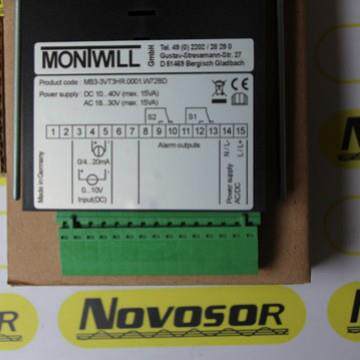 MONTWILL GmbH
Tel. 49 (0) 2202 / 28 29 0
Gustav-Stresemann-Str. 27
D 51469 Bergisch Gladbach
Product code : MB3-3VT3HR.0001.W728D
Power supply : DC 10...40V (max. 15VA)
AC 18...30V (max. 15VA)
S2 S1
1 2 3 4 5 6 7 8 9 10 11 12 13 14 15
Made in Germany
0/4...20mA
0...10V
Input(DC)
Alarm outputs
Power supply
AC/DC
N / L-
L / L+
Novosor